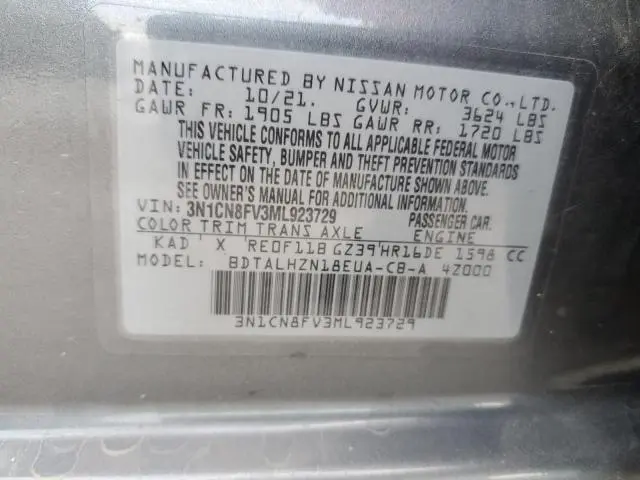 MANUFACTURED BY NISSAN MOTOR CO.,LTD.
DATE: 10/21. GVWR: 3624 LBS
GAWR FR: 1905 LBS GAWR RR: 1720 LBS
THIS VEHICLE CONFORMS TO ALL APPLICABLE FEDERAL MOTOR
VEHICLE SAFETY, BUMPER AND THEFT PREVENTION STANDARDS
IN EFFECT ON THE DATE OF MANUFACTURE SHOWN ABOVE.
SEE OWNER'S MANUAL FOR ADDITIONAL INFORMATION.
VIN: 3N1CN8FV3ML923729 PASSENGER CAR.
COLOR TRIM TRANS AXLE ENGINE
KAD X RE0F11B GZ39 HR16DE 1598 CC
MODEL: BDTALHZN18EUA-CB-A 4Z000
3N1CN8FV3ML923729